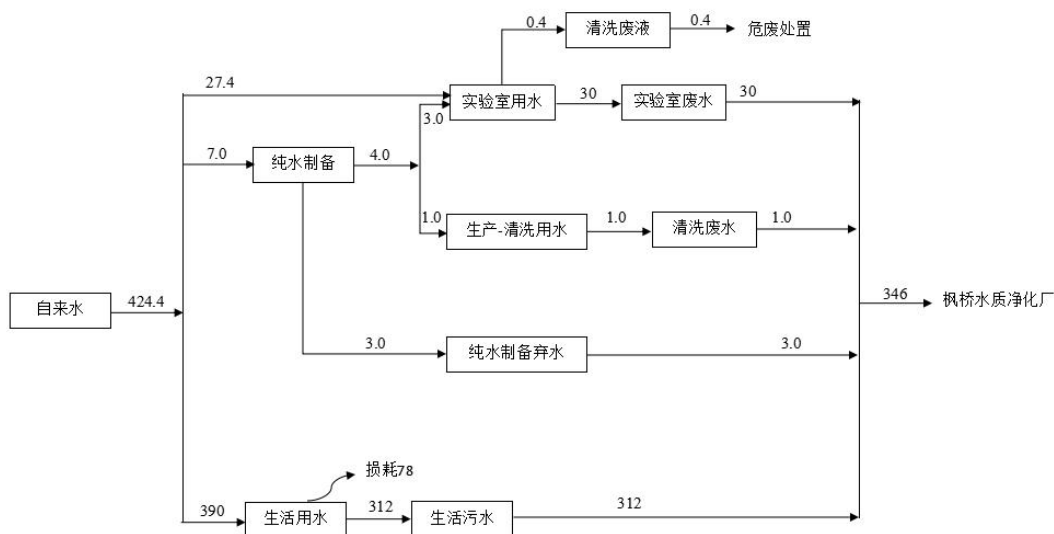 0.4
清洗废液
0.4
危废处置
27.4
实验室用水
30
实验室废水
30
3.0
7.0
纯水制备
4.0
1.0
生产-清洗用水
1.0
清洗废水
1.0
自来水
424.4
346
枫桥水质净化厂
3.0
纯水制备弃水
3.0
损耗78
390
生活用水
312
生活污水
312